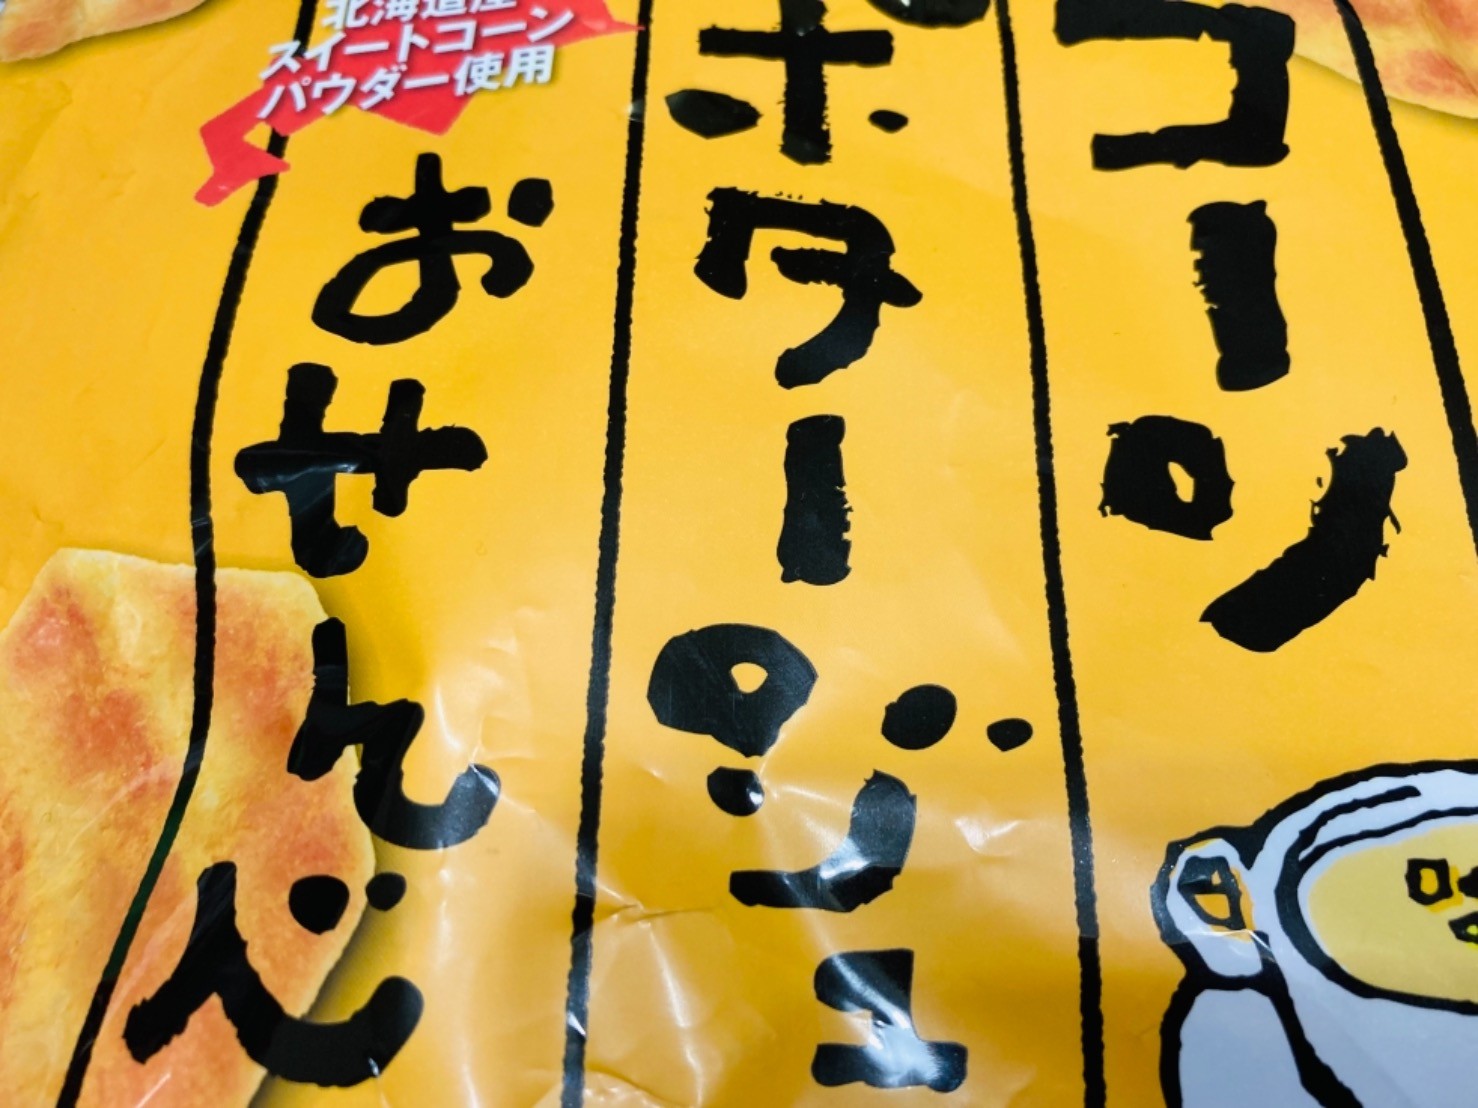 コーン
ポタージュ
おせんべ
北海道産
スイートコーン
パウダー使用